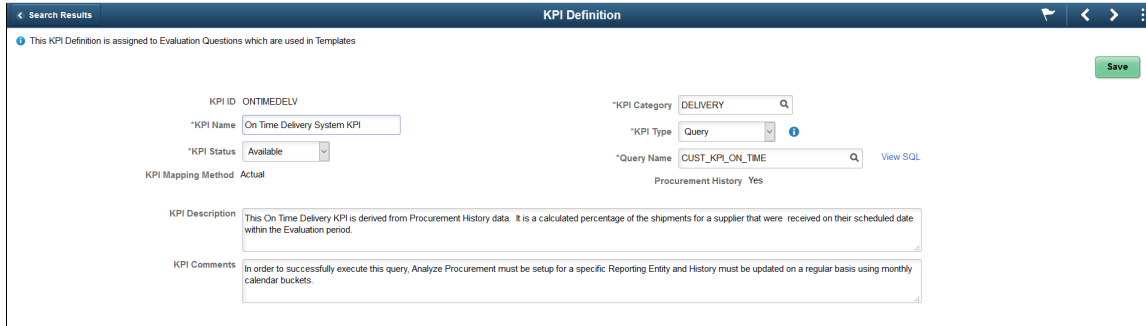 Search Results
KPI Definition
This KPI Definition is assigned to Evaluation Questions which are used in Templates
Save
KPI ID ONTIMEDELV
*KPI Category DELIVERY
*KPI Name On Time Delivery System KPI
*KPI Type Query
*KPI Status Available
*Query Name CUST_KPI_ON_TIME View SQL
KPI Mapping Method Actual
Procurement History Yes
KPI Description This On Time Delivery KPI is derived from Procurement History data. It is a calculated percentage of the shipments for a supplier that were received on their scheduled date
within the Evaluation period.
KPI Comments In order to successfully execute this query, Analyze Procurement must be setup for a specific Reporting Entity and History must be updated on a regular basis using monthly
calendar buckets.